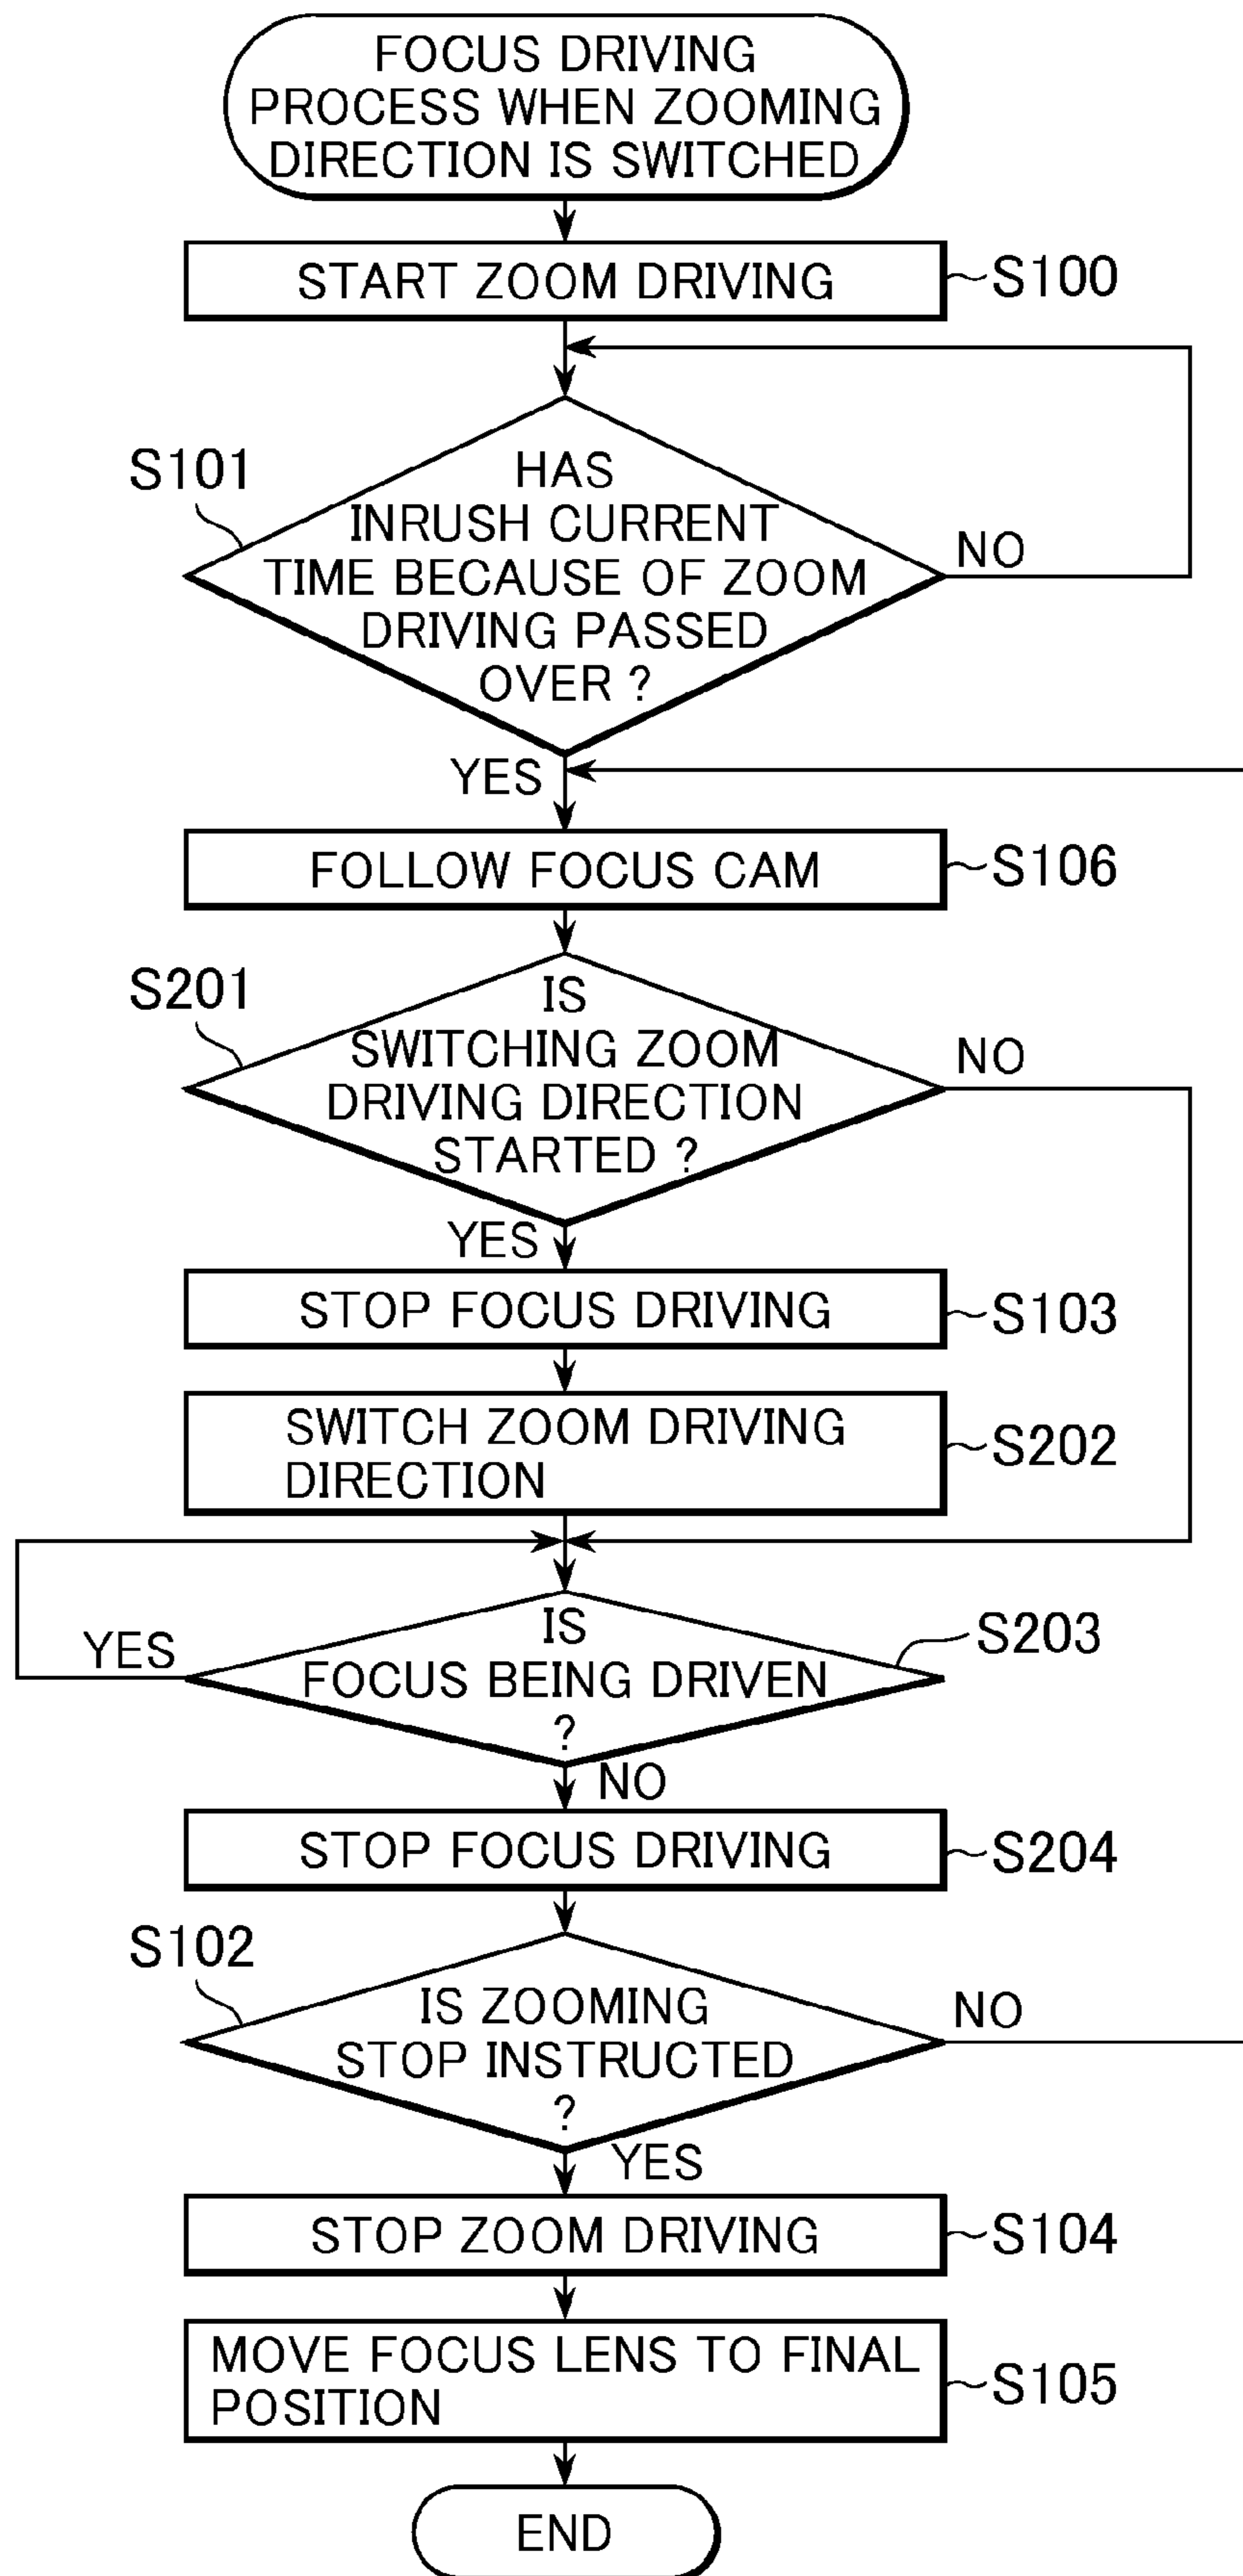 FOCUS DRIVING
PROCESS WHEN ZOOMING
DIRECTION IS SWITCHED
START ZOOM DRIVING
S100
S101
HAS
INRUSH CURRENT
TIME BECAUSE OF ZOOM
DRIVING PASSED
OVER ?
NO
YES
FOLLOW FOCUS CAM
S106
S201
IS
SWITCHING ZOOM
DRIVING DIRECTION
STARTED ?
NO
YES
STOP FOCUS DRIVING
S103
SWITCH ZOOM DRIVING
DIRECTION
S202
IS
FOCUS BEING DRIVEN
?
S203
YES
NO
STOP FOCUS DRIVING
S204
S102
IS ZOOMING
STOP INSTRUCTED
?
NO
YES
STOP ZOOM DRIVING
S104
MOVE FOCUS LENS TO FINAL
POSITION
S105
END